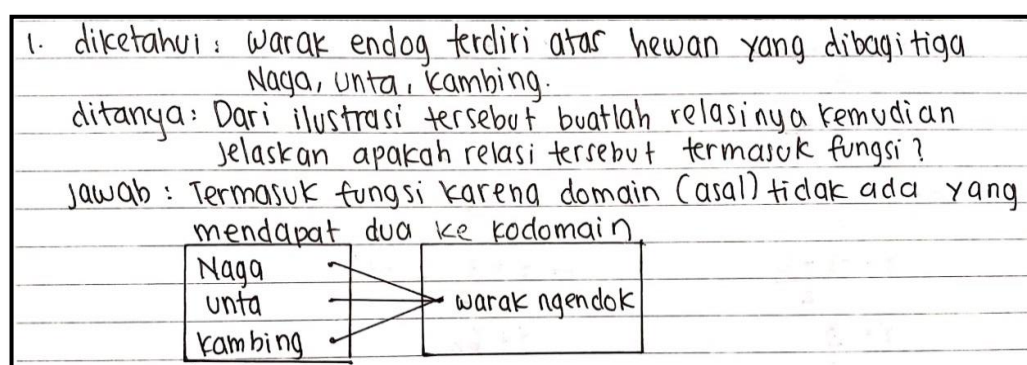 1. diketahui : Warak endog terdiri atas hewan yang dibagi tiga
Naga, Unta, Kambing.
ditanya: Dari ilustrasi tersebut buatlah relasinya kemudian
Jelaskan apakah relasi tersebut termasuk fungsi?
Jawab : Termasuk fungsi karena domain (asal) tidak ada yang
mendapat dua ke kodomain
Naga
unta
kambing
warak ngendok